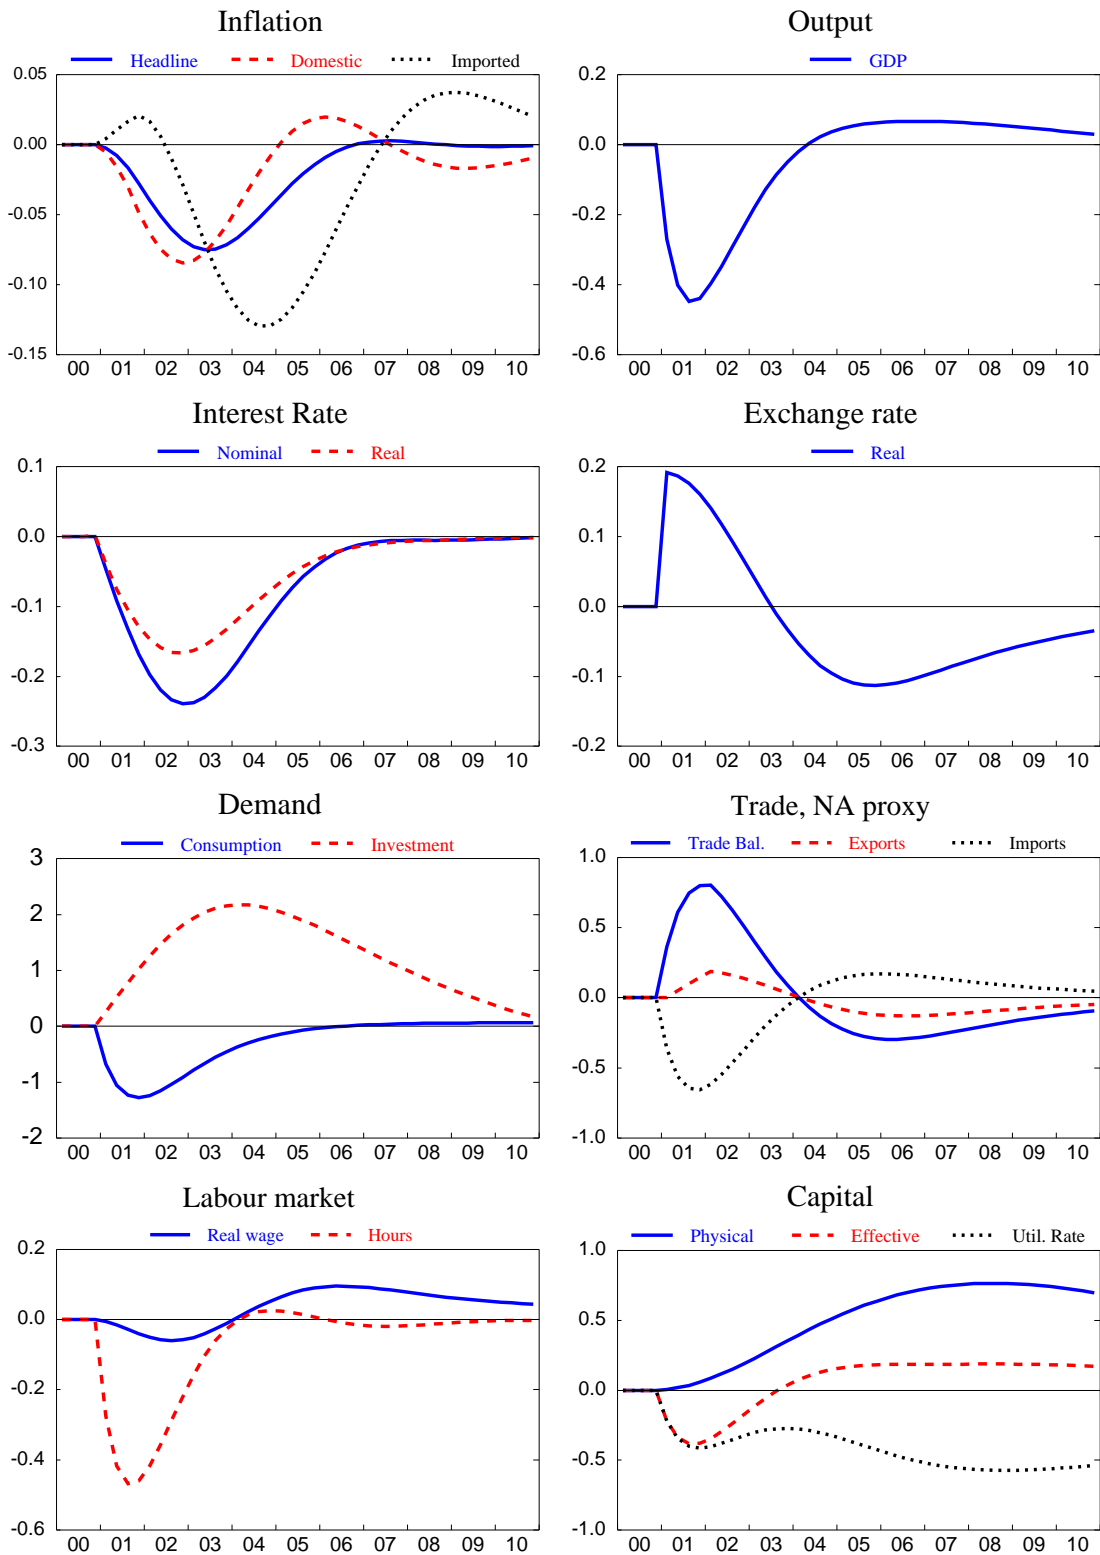 Inflation
Headline Domestic Imported
0.05
0.00
-0.05
-0.10
-0.15
00 01 02 03 04 05 06 07 08 09 10
Output
GDP
0.2
0.0
-0.2
-0.4
-0.6
00 01 02 03 04 05 06 07 08 09 10
Interest Rate
Nominal Real
0.1
0.0
-0.1
-0.2
-0.3
00 01 02 03 04 05 06 07 08 09 10
Exchange rate
Real
0.2
0.1
0.0
-0.1
-0.2
00 01 02 03 04 05 06 07 08 09 10
Demand
Consumption Investment
3
2
1
0
-1
-2
00 01 02 03 04 05 06 07 08 09 10
Trade, NA proxy
Trade Bal. Exports Imports
1.0
0.5
0.0
-0.5
-1.0
00 01 02 03 04 05 06 07 08 09 10
Labour market
Real wage Hours
0.2
0.0
-0.2
-0.4
-0.6
00 01 02 03 04 05 06 07 08 09 10
Capital
Physical Effective Util. Rate
1.0
0.5
0.0
-0.5
-1.0
00 01 02 03 04 05 06 07 08 09 10